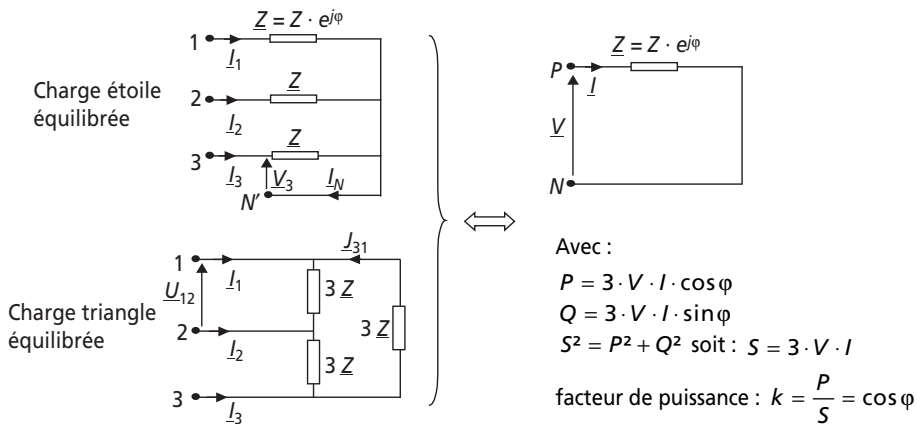 Z = Z · e^jφ
1
I1
Charge étoile
équilibrée
Z
2
I2
Z
3
I3
V3
IN
N'
J31
1
I1
U12
3 Z
3 Z
Charge triangle
équilibrée
2
I2
3 Z
3
I3
Z = Z · e^jφ
P
I
V
N
Avec :
P = 3 · V · I · cos φ
Q = 3 · V · I · sin φ
S² = P² + Q² soit : S = 3 · V · I
facteur de puissance : k = P/S = cos φ